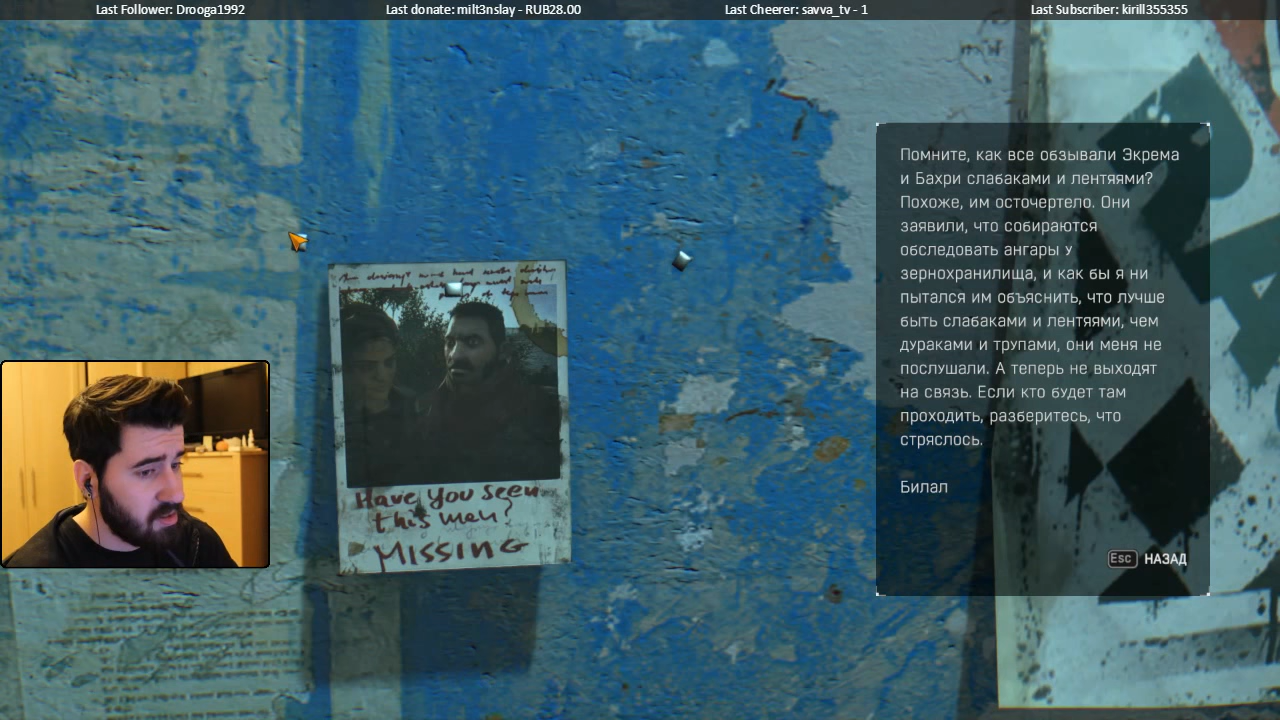 Last Follower: Drooga1992
Last donate: milt3nslay - RUB28.00
Last Cheerer: savva_tv - 1
Last Subscriber: kirill355355
Have you seen
this men?
MISSING
Помните, как все обзывали Экрема
и Бахри слабаками и лентяями?
Похоже, им осточертело. Они
заявили, что собираются
обследовать ангары у
зернохранилища, и как бы я ни
пытался им объяснить, что лучше
быть слабаками и лентяями, чем
дураками и трупами, они меня не
послушали. А теперь не выходят
на связь. Если кто будет там
проходить, разберитесь, что
стряслось.
Билал
Esc НАЗАД